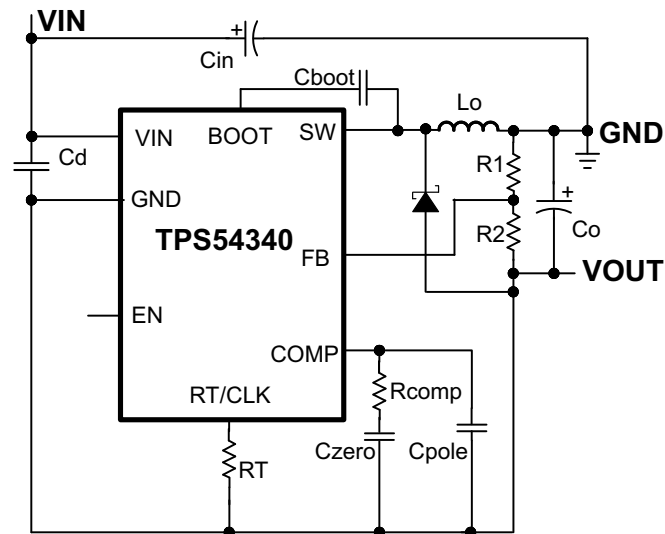 VIN
+
Cin
Cboot
Lo
VIN
BOOT
SW
GND
Cd
R1
GND
+
TPS54340
R2
Co
FB
VOUT
EN
COMP
RT/CLK
Rcomp
RT
Czero
Cpole